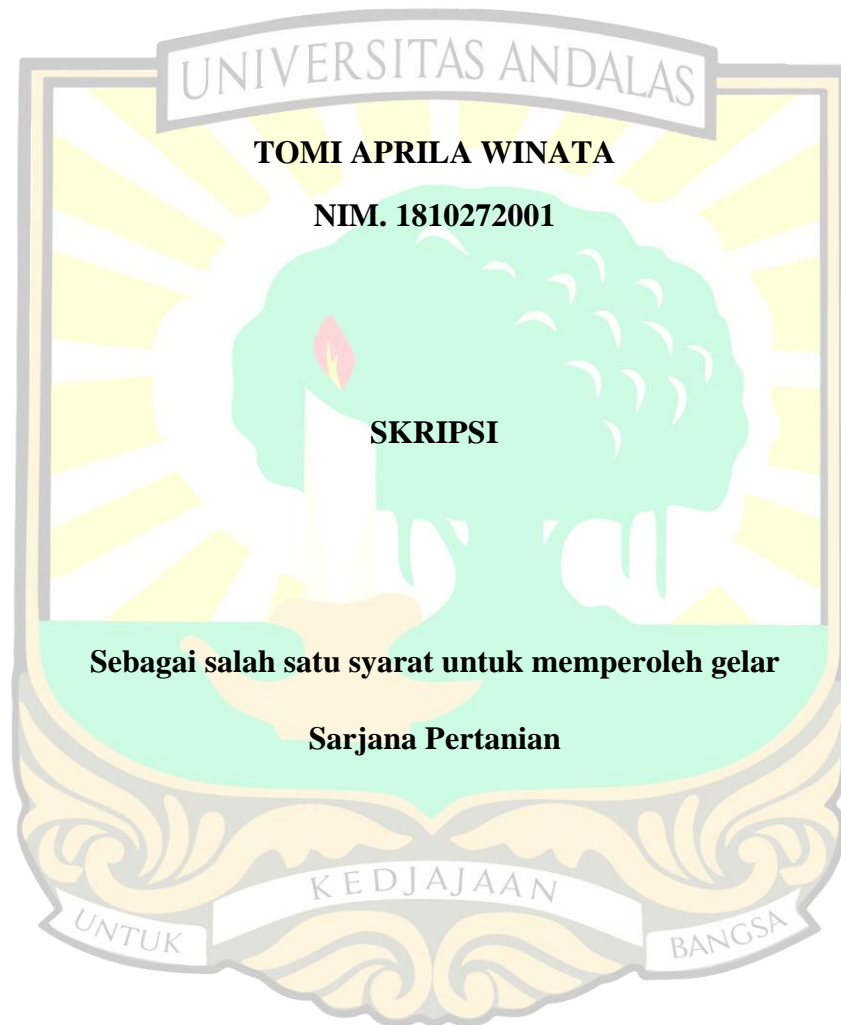 UNIVERSITAS ANDALAS
TOMI APRILA WINATA
NIM. 1810272001
SKRIPSI
Sebagai salah satu syarat untuk memperoleh gelar
Sarjana Pertanian
UNTUK KEDJAJAAN BANGSA